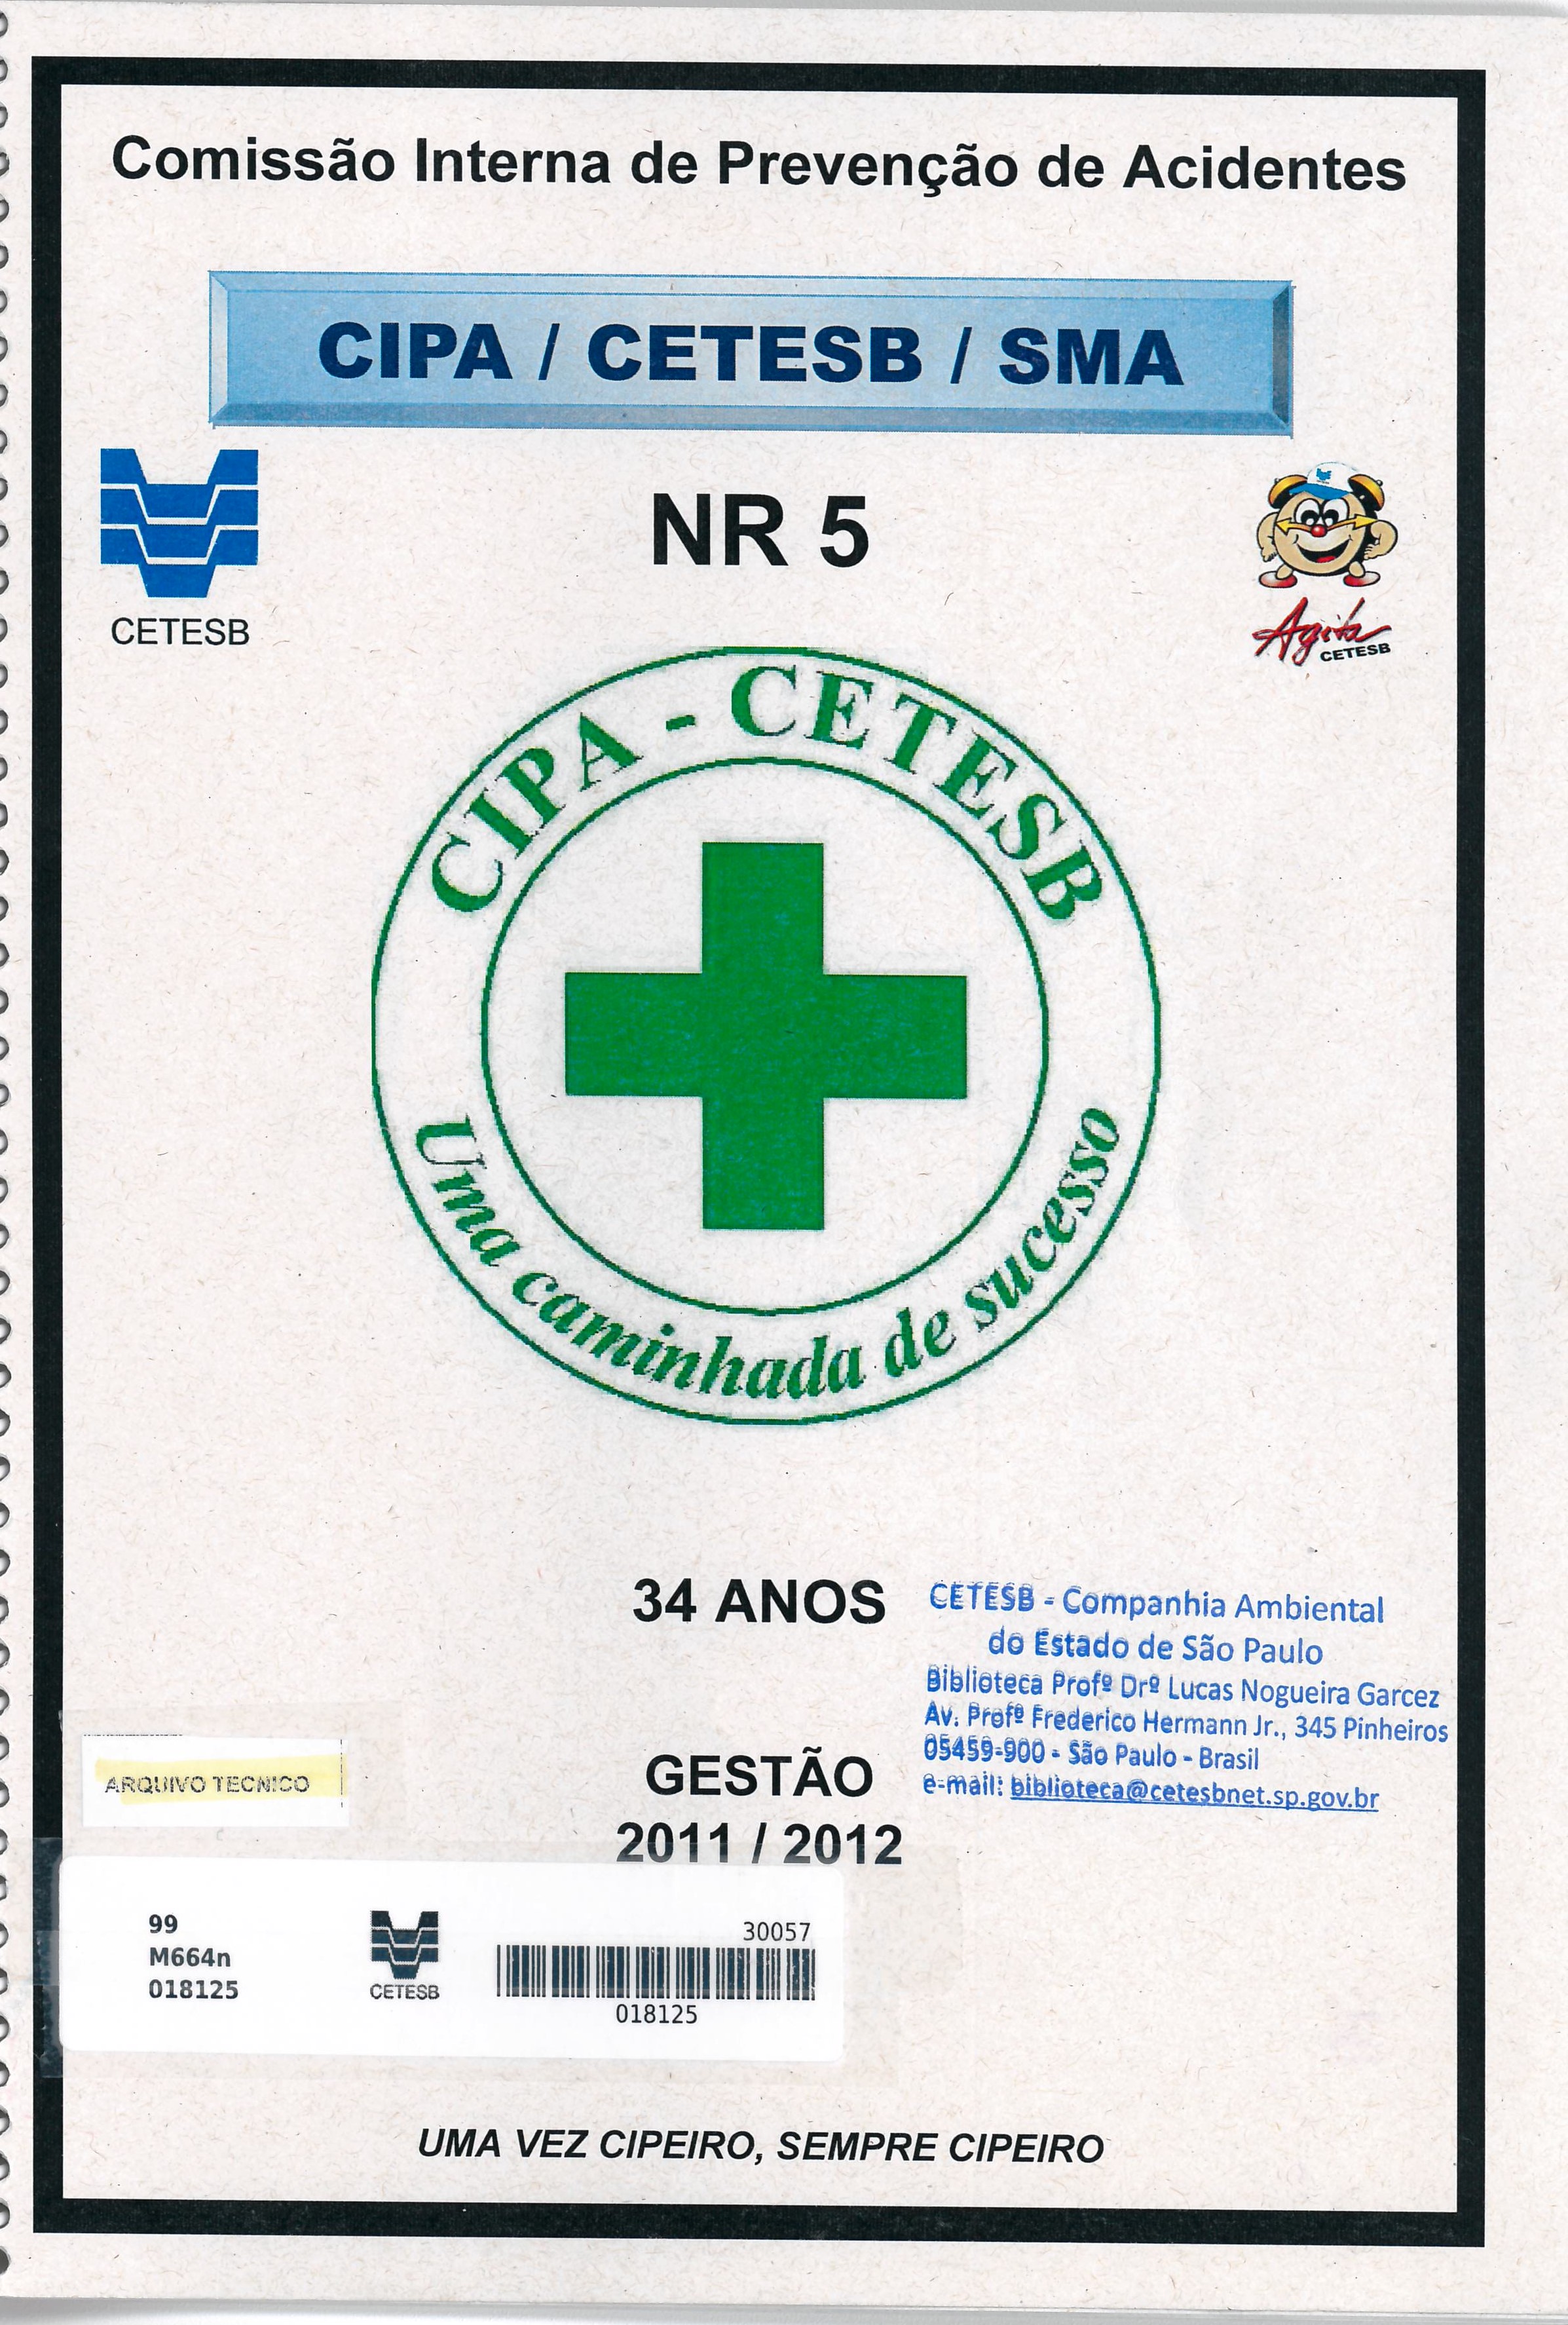 Comissão Interna de Prevenção de Acidentes
CIPA / CETESB / SMA
CETESB
NR 5
Agita
CETESB
CIPA - CETESB
Uma caminhada de sucesso
34 ANOS
CETESB - Companhia Ambiental
do Estado de São Paulo
Biblioteca Profº Drº Lucas Nogueira Garcez
Av. Profº Frederico Hermann Jr., 345 Pinheiros
05459-900 - São Paulo - Brasil
e-mail: biblioteca@cetesbnet.sp.gov.br
ARQUIVO TECNICO
GESTÃO
2011 / 2012
99
M664n
018125
CETESB
30057
018125
UMA VEZ CIPEIRO, SEMPRE CIPEIRO